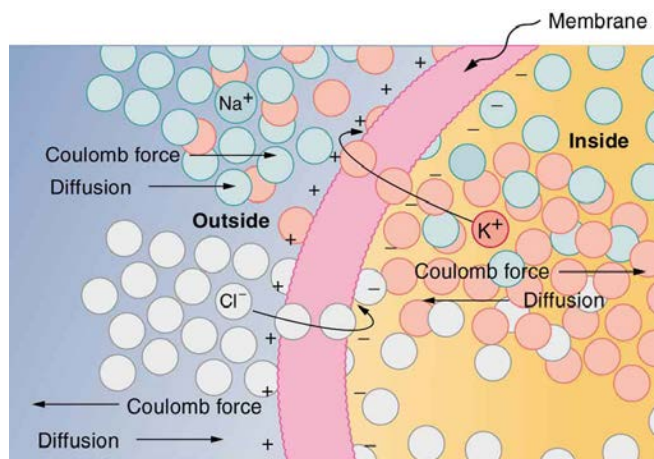 Membrane
Na⁺
Inside
Coulomb force
Diffusion
Outside
K⁺
Coulomb force
Cl⁻
Diffusion
Coulomb force
Diffusion
+
+
+
+
+
+
+
+
+
−
−
−
−
−
−
−
−
−